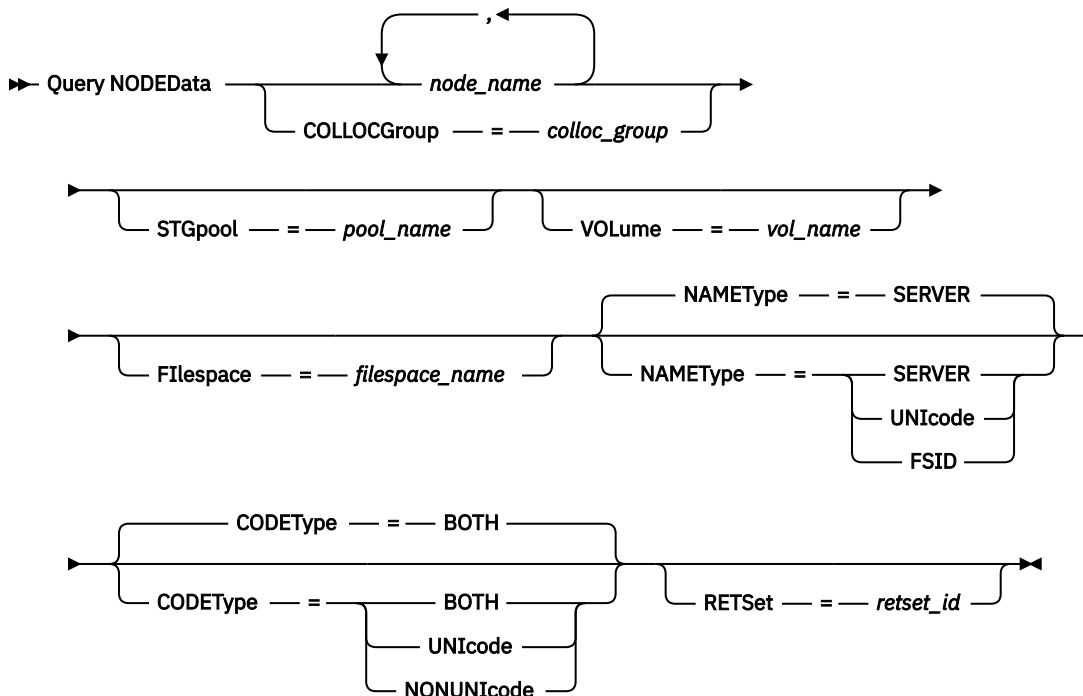 ,
Query NODEData node_name
COLLOCGroup = colloc_group
STGpool = pool_name VOLume = vol_name
NAMEType = SERVER
FIlespace = filespace_name NAMEType = SERVER
UNIcode
FSID
CODEType = BOTH
CODEType = BOTH RETSet = retset_id
UNIcode
NONUNIcode